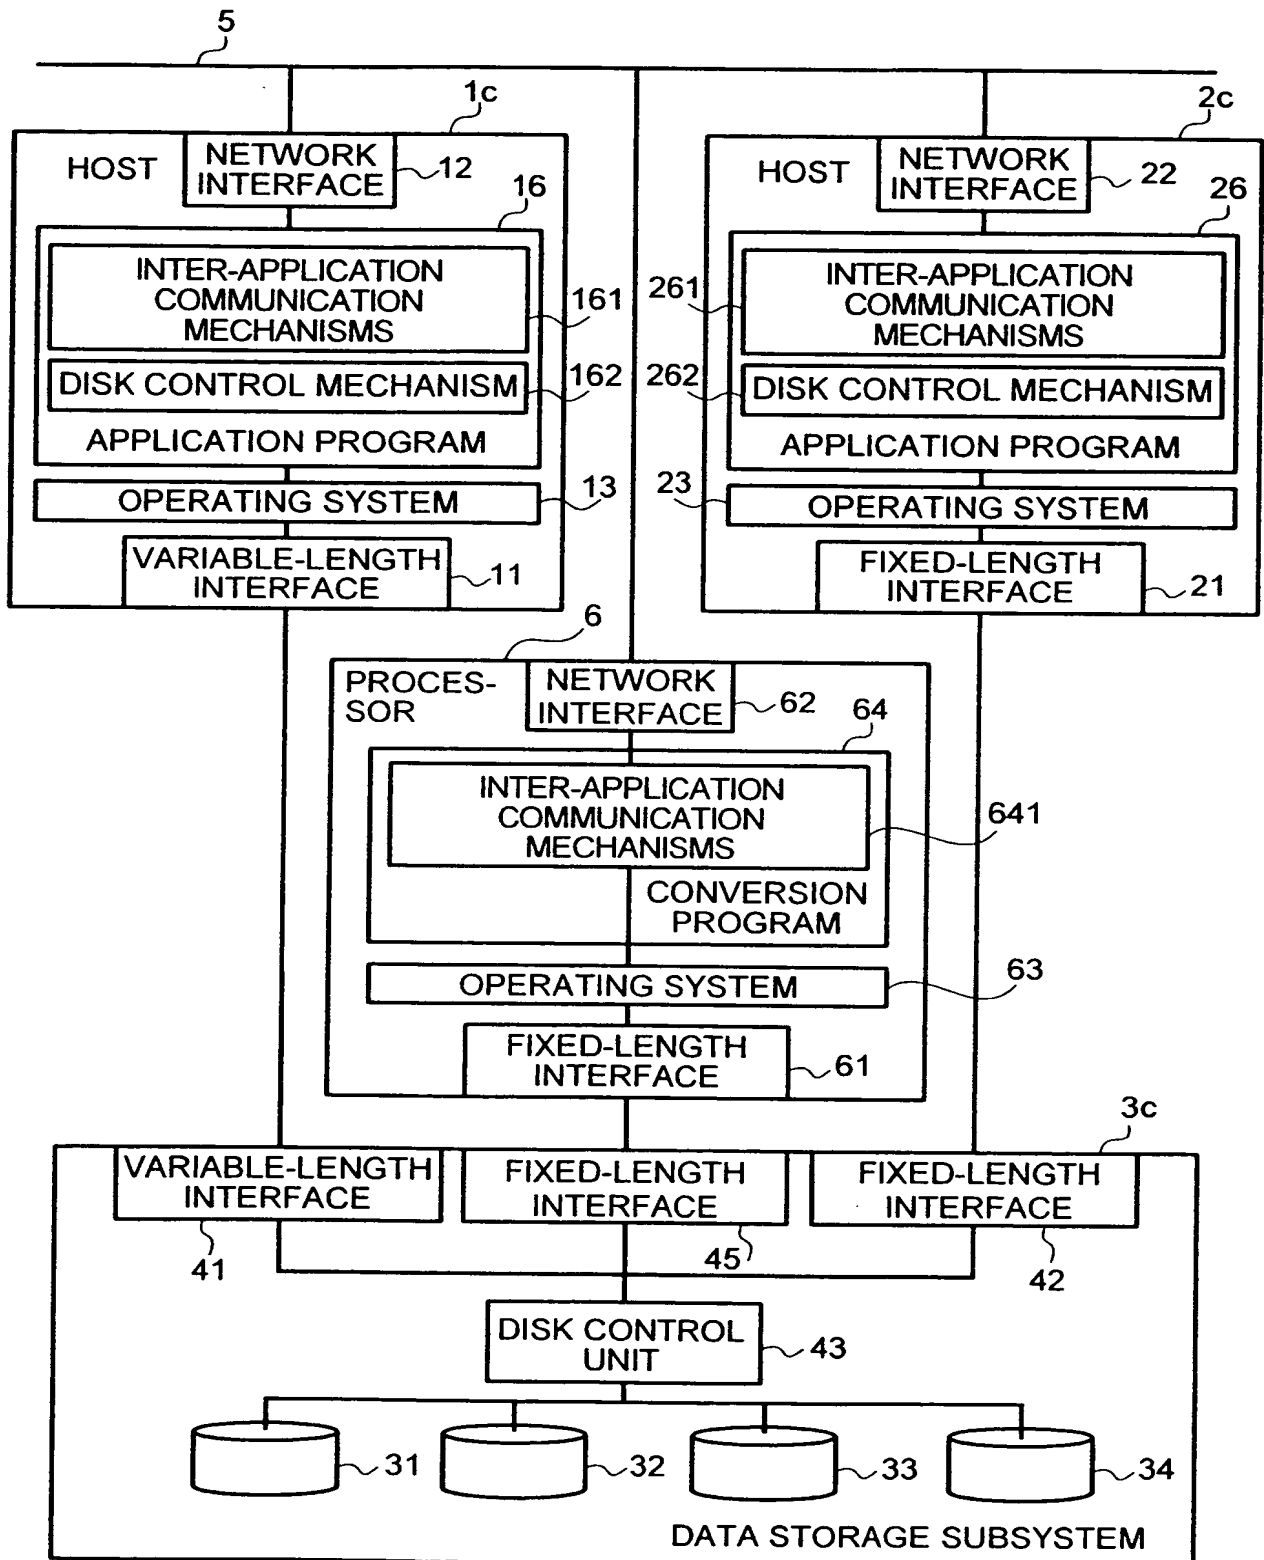 5
1c
2c
HOST
NETWORK
INTERFACE
12
HOST
NETWORK
INTERFACE
22
16
26
INTER-APPLICATION
COMMUNICATION
MECHANISMS
161
261
INTER-APPLICATION
COMMUNICATION
MECHANISMS
DISK CONTROL MECHANISM
162
262
DISK CONTROL MECHANISM
APPLICATION PROGRAM
APPLICATION PROGRAM
OPERATING SYSTEM
13
23
OPERATING SYSTEM
VARIABLE-LENGTH
INTERFACE
11
FIXED-LENGTH
INTERFACE
21
6
PROCES-
SOR
NETWORK
INTERFACE
62
64
INTER-APPLICATION
COMMUNICATION
MECHANISMS
641
CONVERSION
PROGRAM
OPERATING SYSTEM
63
FIXED-LENGTH
INTERFACE
61
3c
VARIABLE-LENGTH
INTERFACE
41
FIXED-LENGTH
INTERFACE
45
FIXED-LENGTH
INTERFACE
42
DISK CONTROL
UNIT
43
31
32
33
34
DATA STORAGE SUBSYSTEM